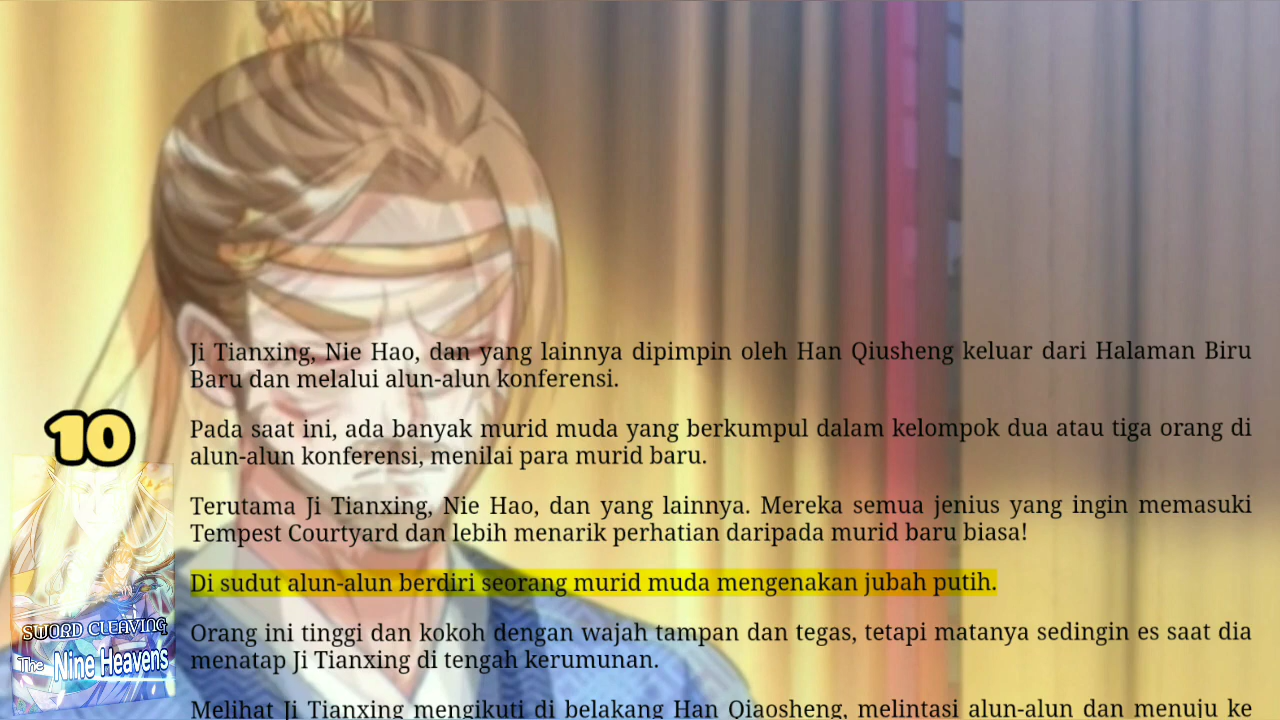 Ji Tianxing, Nie Hao, dan yang lainnya dipimpin oleh Han Qiusheng keluar dari Halaman Biru
Baru dan melalui alun-alun konferensi.
Pada saat ini, ada banyak murid muda yang berkumpul dalam kelompok dua atau tiga orang di
alun-alun konferensi, menilai para murid baru.
Terutama Ji Tianxing, Nie Hao, dan yang lainnya. Mereka semua jenius yang ingin memasuki
Tempest Courtyard dan lebih menarik perhatian daripada murid baru biasa!
Di sudut alun-alun berdiri seorang murid muda mengenakan jubah putih.
Orang ini tinggi dan kokoh dengan wajah tampan dan tegas, tetapi matanya sedingin es saat dia
menatap Ji Tianxing di tengah kerumunan.
Melihat Ji Tianxing mengikuti di belakang Han Qiaosheng, melintasi alun-alun dan menuju ke
10
SWORD CLEAVING
The Nine Heavens